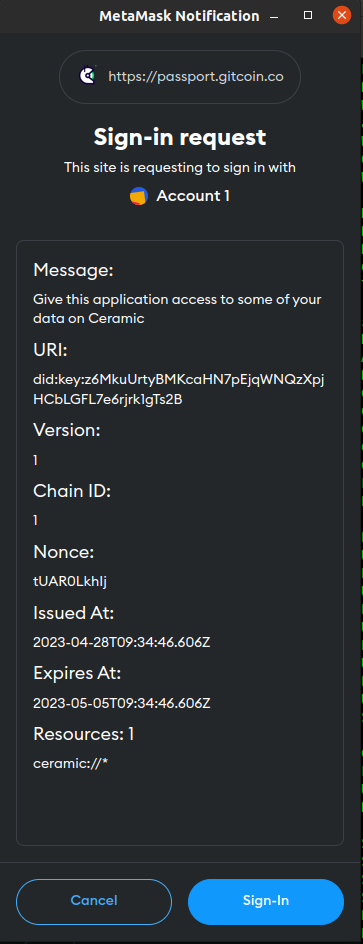 MetaMask Notification
https://passport.gitcoin.co
Sign-in request
This site is requesting to sign in with
Account 1
Message:
Give this application access to some of your
data on Ceramic
URI:
did:key:z6MkuUrtyBMKcaHN7pEjqWNQzXpj
HCbLGFL7e6rjrk1gTs2B
Version:
1
Chain ID:
1
Nonce:
tUAR0LkhIj
Issued At:
2023-04-28T09:34:46.606Z
Expires At:
2023-05-05T09:34:46.606Z
Resources: 1
ceramic://*
Cancel
Sign-In